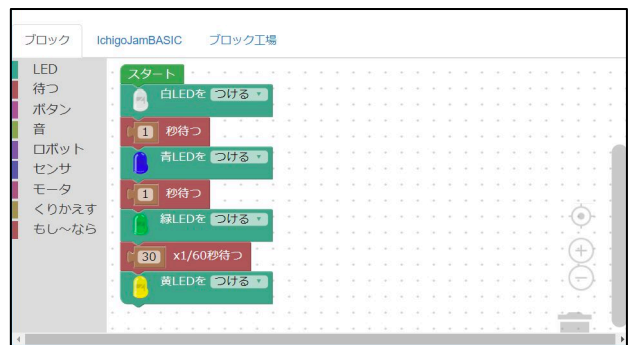 ブロック IchigoJamBASIC ブロック工場
LED
待つ
ボタン
音
ロボット
センサ
モータ
くりかえす
もし～なら
スタート
白LEDを つける
1 秒待つ
青LEDを つける
1 秒待つ
緑LEDを つける
30 x1/60秒待つ
黄LEDを つける